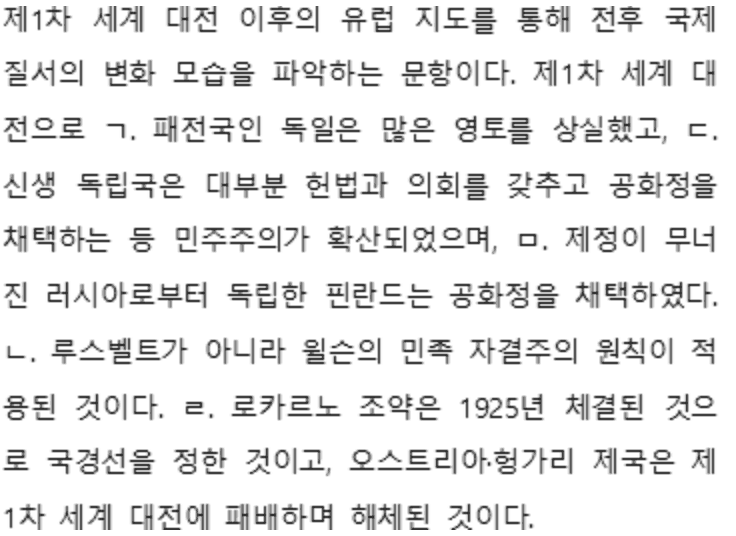 제1차 세계 대전 이후의 유럽 지도를 통해 전후 국제
질서의 변화 모습을 파악하는 문항이다. 제1차 세계 대
전으로 ㄱ. 패전국인 독일은 많은 영토를 상실했고, ㄷ.
신생 독립국은 대부분 헌법과 의회를 갖추고 공화정을
채택하는 등 민주주의가 확산되었으며, ㅁ. 제정이 무너
진 러시아로부터 독립한 핀란드는 공화정을 채택하였다.
ㄴ. 루스벨트가 아니라 윌슨의 민족 자결주의 원칙이 적
용된 것이다. ㄹ. 로카르노 조약은 1925년 체결된 것으
로 국경선을 정한 것이고, 오스트리아·헝가리 제국은 제
1차 세계 대전에 패배하며 해체된 것이다.